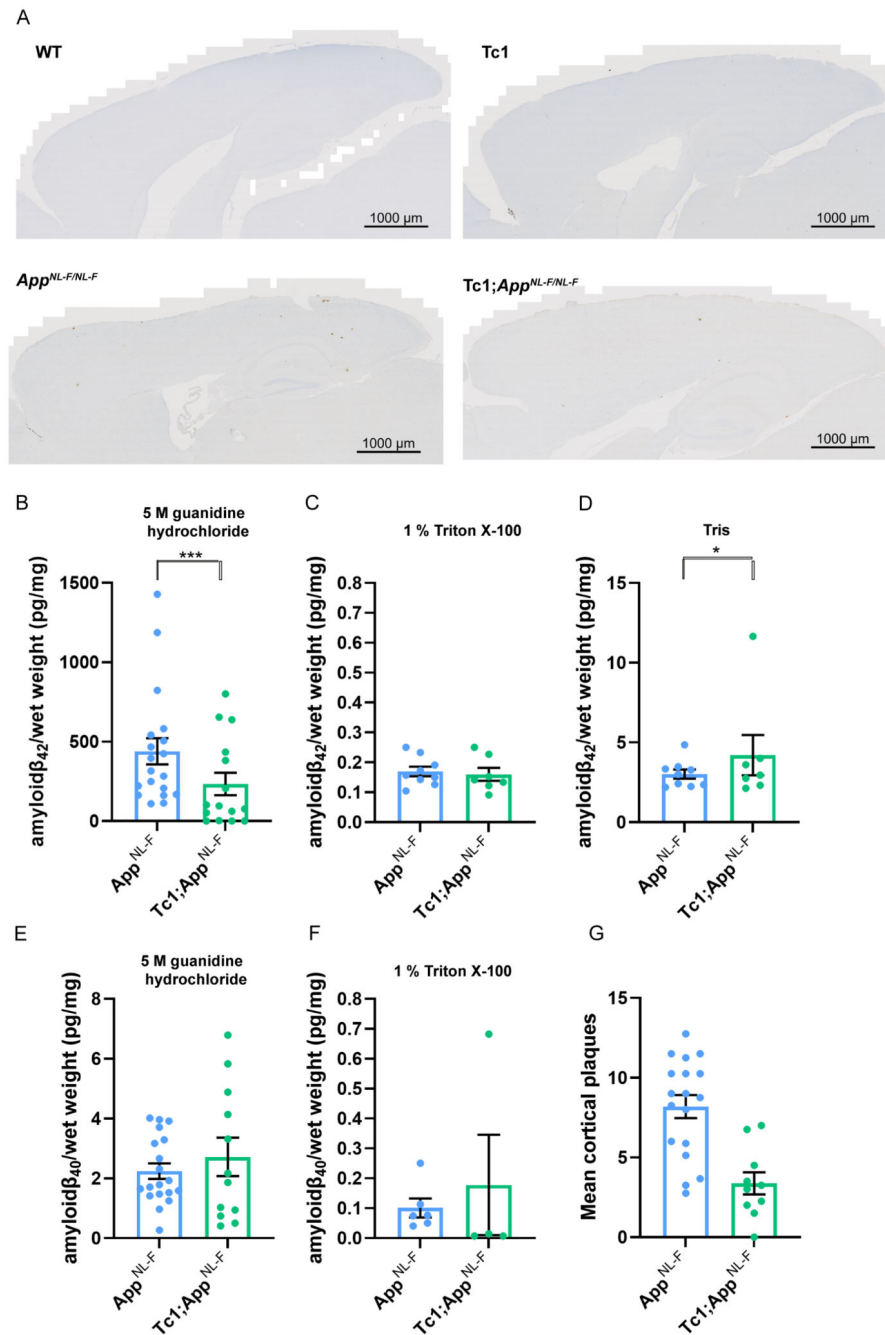 A
WT
Tc1
1000 µm
1000 µm
App^NL-F/NL-F
Tc1;App^NL-F/NL-F
1000 µm
1000 µm
B
5 M guanidine
hydrochloride
***
amyloidβ42/wet weight (pg/mg)
1500
1000
500
0
App^NL-F
Tc1;App^NL-F
C
1 % Triton X-100
amyloidβ42/wet weight (pg/mg)
0.8
0.7
0.6
0.5
0.4
0.3
0.2
0.1
0.0
App^NL-F
Tc1;App^NL-F
D
Tris
*
amyloidβ42/wet weight (pg/mg)
15
10
5
0
App^NL-F
Tc1;App^NL-F
E
5 M guanidine
hydrochloride
amyloidβ40/wet weight (pg/mg)
8
6
4
2
0
App^NL-F
Tc1;App^NL-F
F
1 % Triton X-100
amyloidβ40/wet weight (pg/mg)
0.8
0.7
0.6
0.5
0.4
0.3
0.2
0.1
0.0
App^NL-F
Tc1;App^NL-F
G
Mean cortical plaques
15
10
5
0
App^NL-F
Tc1;App^NL-F